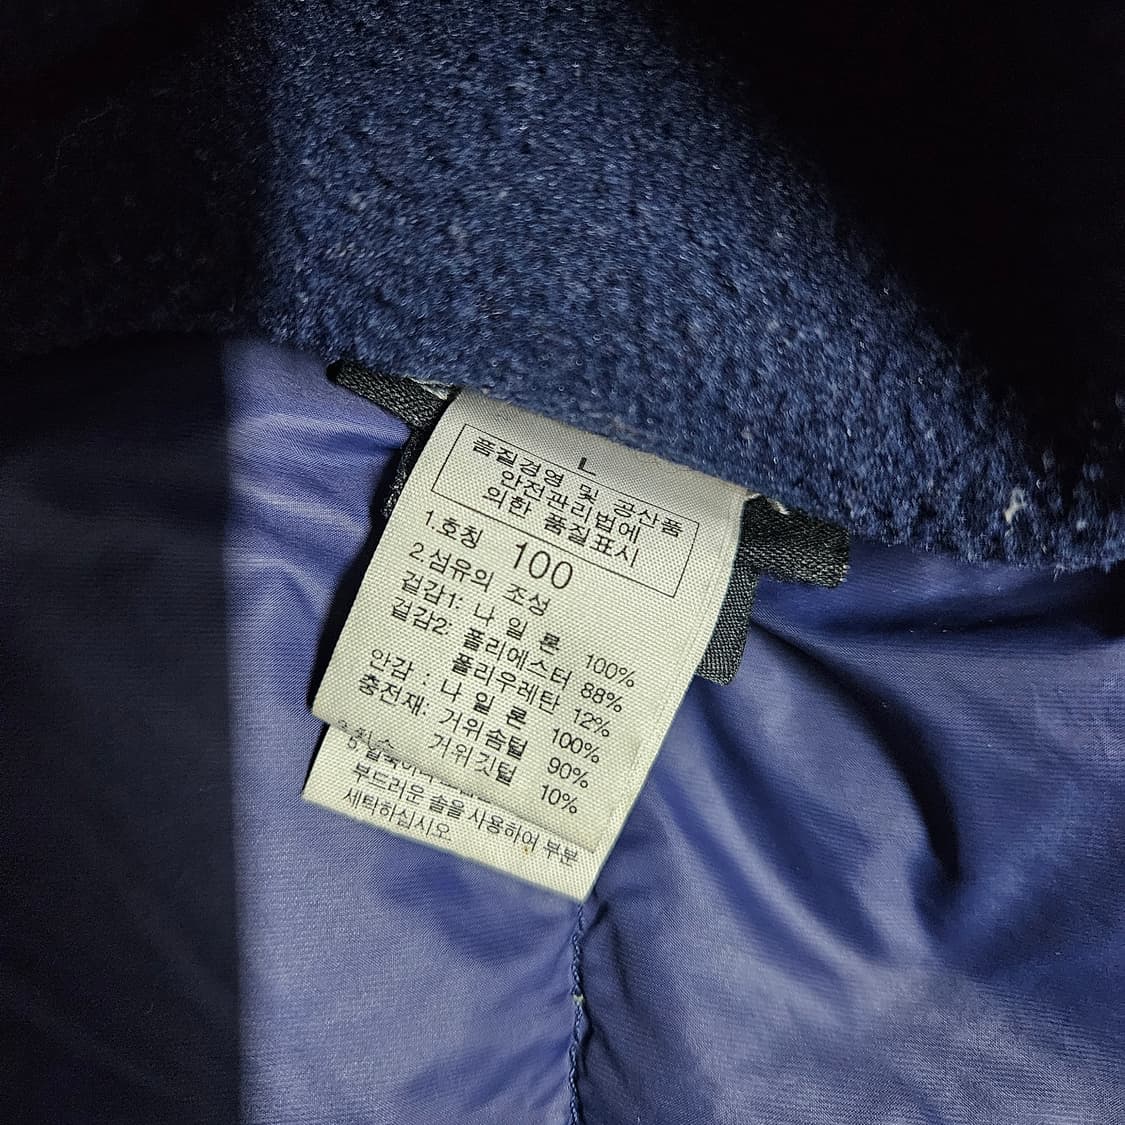 L
품질경영 및 공산품
안전관리법에
의한 품질표시
1.호칭 100
2.섬유의 조성
겉감1: 나 일 론 100%
겉감2: 폴리에스터 88%
폴리우레탄 12%
안감 : 나 일 론 100%
충전재: 거위솜털 90%
거위깃털 10%
부드러운 솔을 사용하여 부분
세탁하십시오